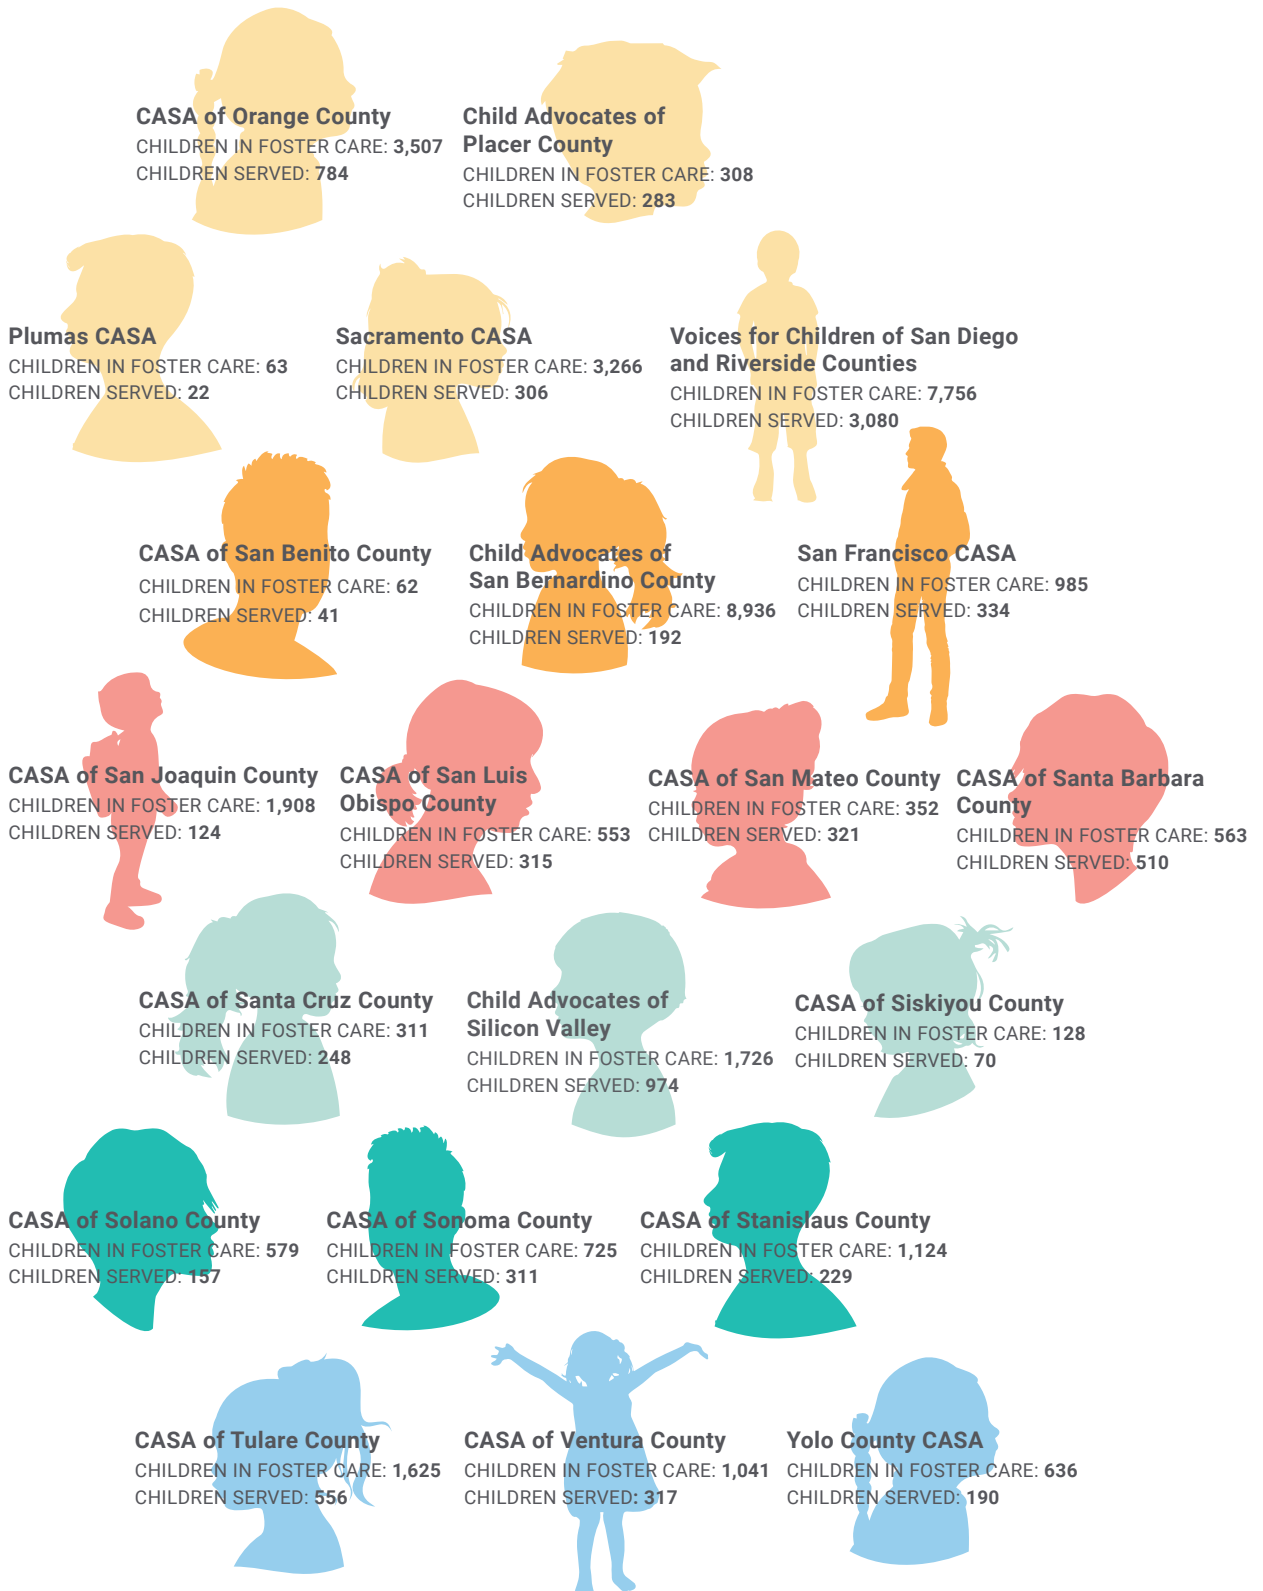 CASA of Orange County
CHILDREN IN FOSTER CARE: 3,507
CHILDREN SERVED: 784
Child Advocates of
Placer County
CHILDREN IN FOSTER CARE: 308
CHILDREN SERVED: 283
Plumas CASA
CHILDREN IN FOSTER CARE: 63
CHILDREN SERVED: 22
Sacramento CASA
CHILDREN IN FOSTER CARE: 3,266
CHILDREN SERVED: 306
Voices for Children of San Diego
and Riverside Counties
CHILDREN IN FOSTER CARE: 7,756
CHILDREN SERVED: 3,080
CASA of San Benito County
CHILDREN IN FOSTER CARE: 62
CHILDREN SERVED: 41
Child Advocates of
San Bernardino County
CHILDREN IN FOSTER CARE: 8,936
CHILDREN SERVED: 192
San Francisco CASA
CHILDREN IN FOSTER CARE: 985
CHILDREN SERVED: 334
CASA of San Joaquin County
CHILDREN IN FOSTER CARE: 1,908
CHILDREN SERVED: 124
CASA of San Luis
Obispo County
CHILDREN IN FOSTER CARE: 553
CHILDREN SERVED: 315
CASA of San Mateo County
CHILDREN IN FOSTER CARE: 352
CHILDREN SERVED: 321
CASA of Santa Barbara
County
CHILDREN IN FOSTER CARE: 563
CHILDREN SERVED: 510
CASA of Santa Cruz County
CHILDREN IN FOSTER CARE: 311
CHILDREN SERVED: 248
Child Advocates of
Silicon Valley
CHILDREN IN FOSTER CARE: 1,726
CHILDREN SERVED: 974
CASA of Siskiyou County
CHILDREN IN FOSTER CARE: 128
CHILDREN SERVED: 70
CASA of Solano County
CHILDREN IN FOSTER CARE: 579
CHILDREN SERVED: 157
CASA of Sonoma County
CHILDREN IN FOSTER CARE: 725
CHILDREN SERVED: 311
CASA of Stanislaus County
CHILDREN IN FOSTER CARE: 1,124
CHILDREN SERVED: 229
CASA of Tulare County
CHILDREN IN FOSTER CARE: 1,625
CHILDREN SERVED: 556
CASA of Ventura County
CHILDREN IN FOSTER CARE: 1,041
CHILDREN SERVED: 317
Yolo County CASA
CHILDREN IN FOSTER CARE: 636
CHILDREN SERVED: 190